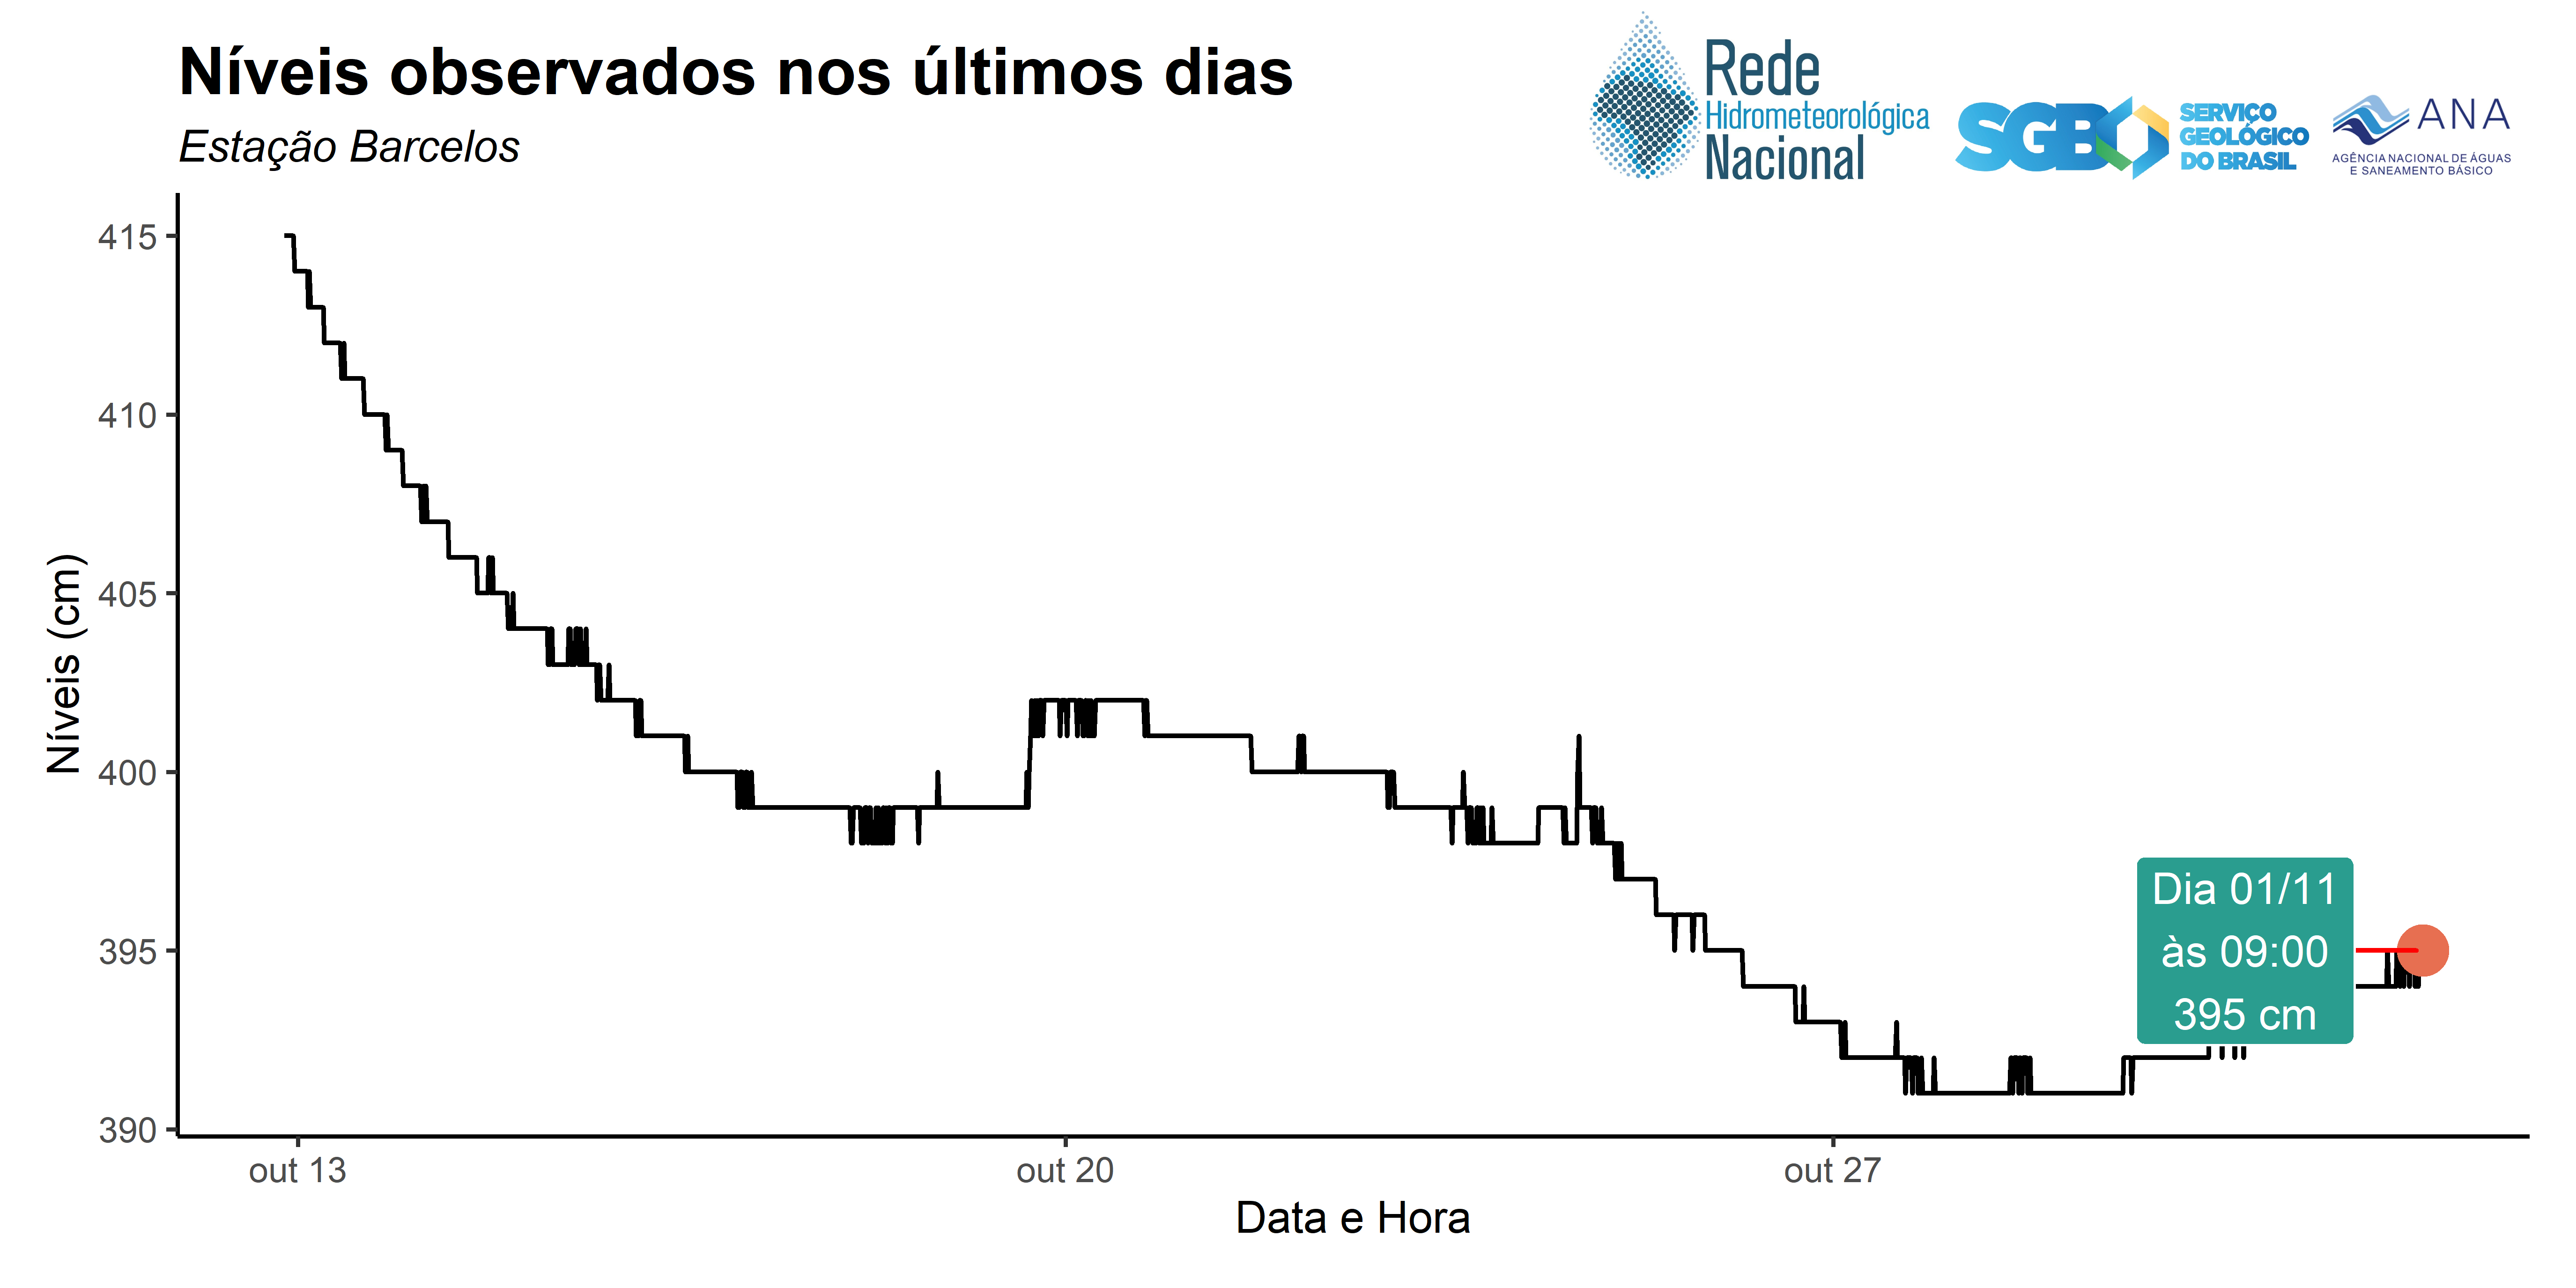 Níveis observados nos últimos dias
Estação Barcelos
Rede
Hidrometeorológica
Nacional
SGB
SERVIÇO
GEOLÓGICO
DO BRASIL
ANA
AGÊNCIA NACIONAL DE ÁGUAS
E SANEAMENTO BÁSICO
Níveis (cm)
415
410
405
400
395
390
Dia 01/11
às 09:00
395 cm
out 13
out 20
out 27
Data e Hora